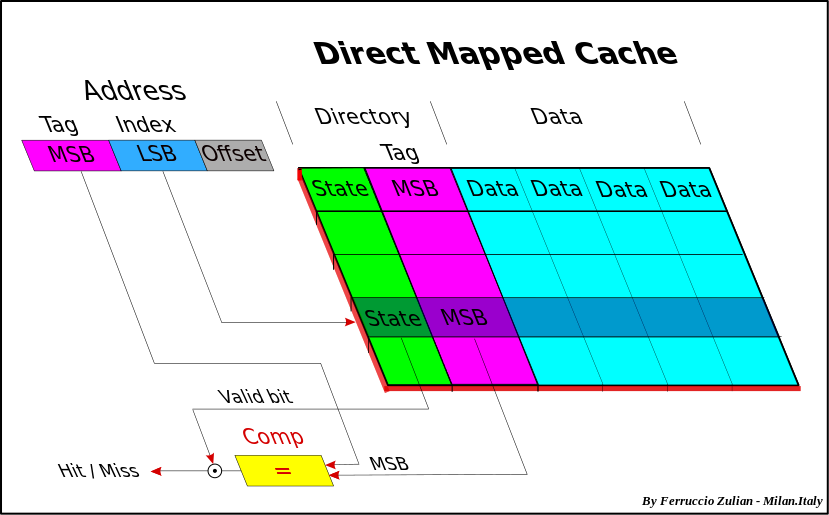 Direct Mapped Cache
Address
Directory
Data
Tag
Index
Tag
MSB
LSB
Offset
State
MSB
Data
Data
Data
Data
State
MSB
Valid bit
Comp
=
MSB
Hit / Miss
By Ferruccio Zulian - Milan.Italy